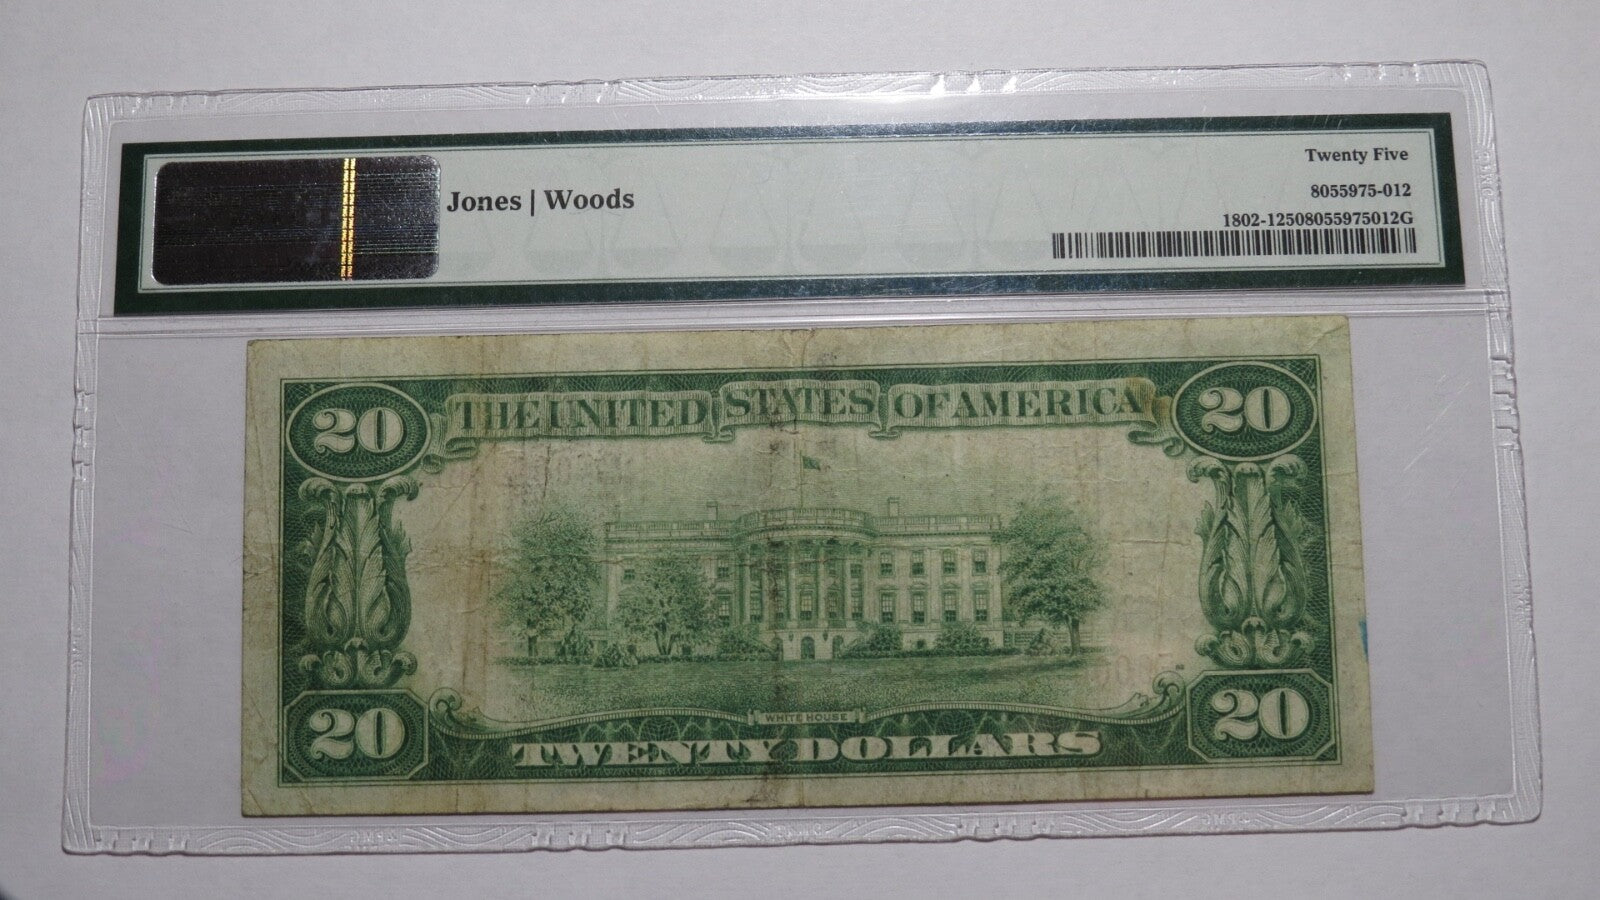 Twenty Five
Jones | Woods
8055975-012
1802-12508055975012G
20 THE UNITED STATES OF AMERICA 20
WHITE HOUSE
20 TWENTY DOLLARS 20